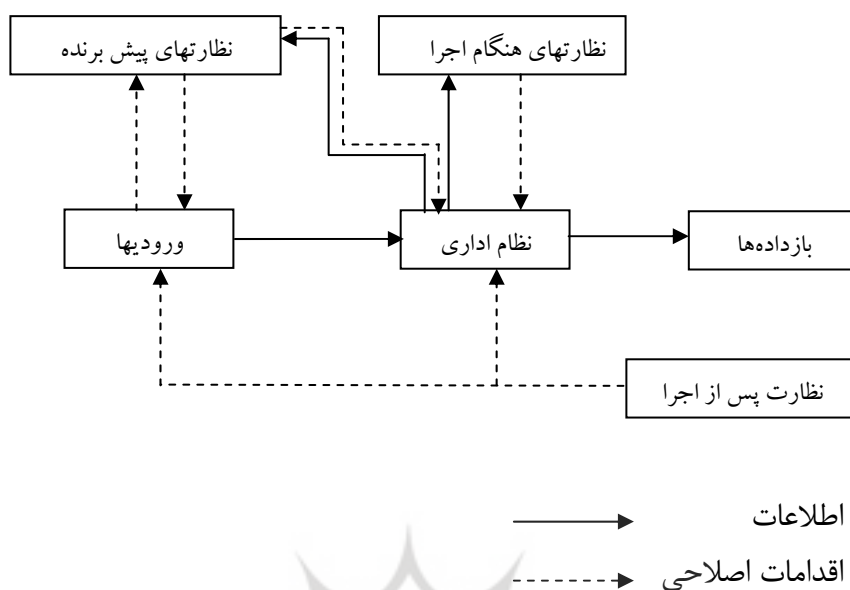 نظارتهای هنگام اجرا
نظارتهای پیش برنده
بازداده‌ها
نظام اداری
ورودیها
نظارت پس از اجرا
اطلاعات
اقدامات اصلاحی